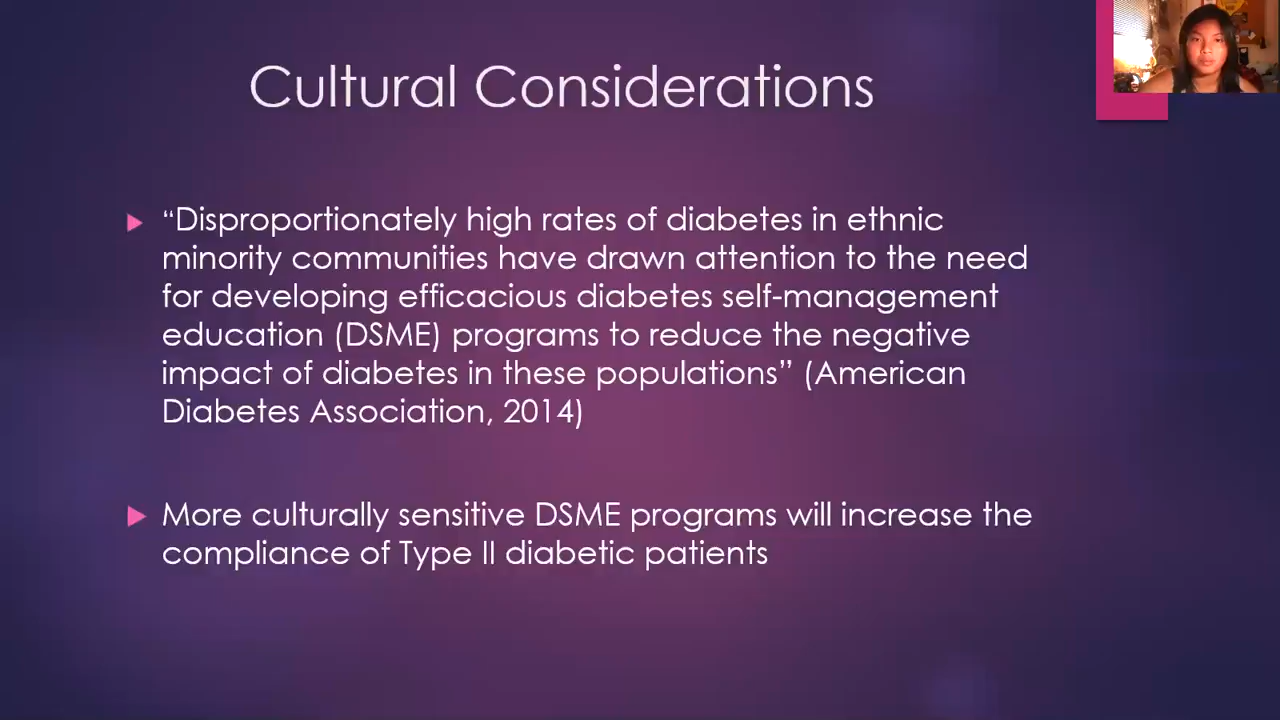 Cultural Considerations
“Disproportionately high rates of diabetes in ethnic
minority communities have drawn attention to the need
for developing efficacious diabetes self-management
education (DSME) programs to reduce the negative
impact of diabetes in these populations” (American
Diabetes Association, 2014)
More culturally sensitive DSME programs will increase the
compliance of Type II diabetic patients